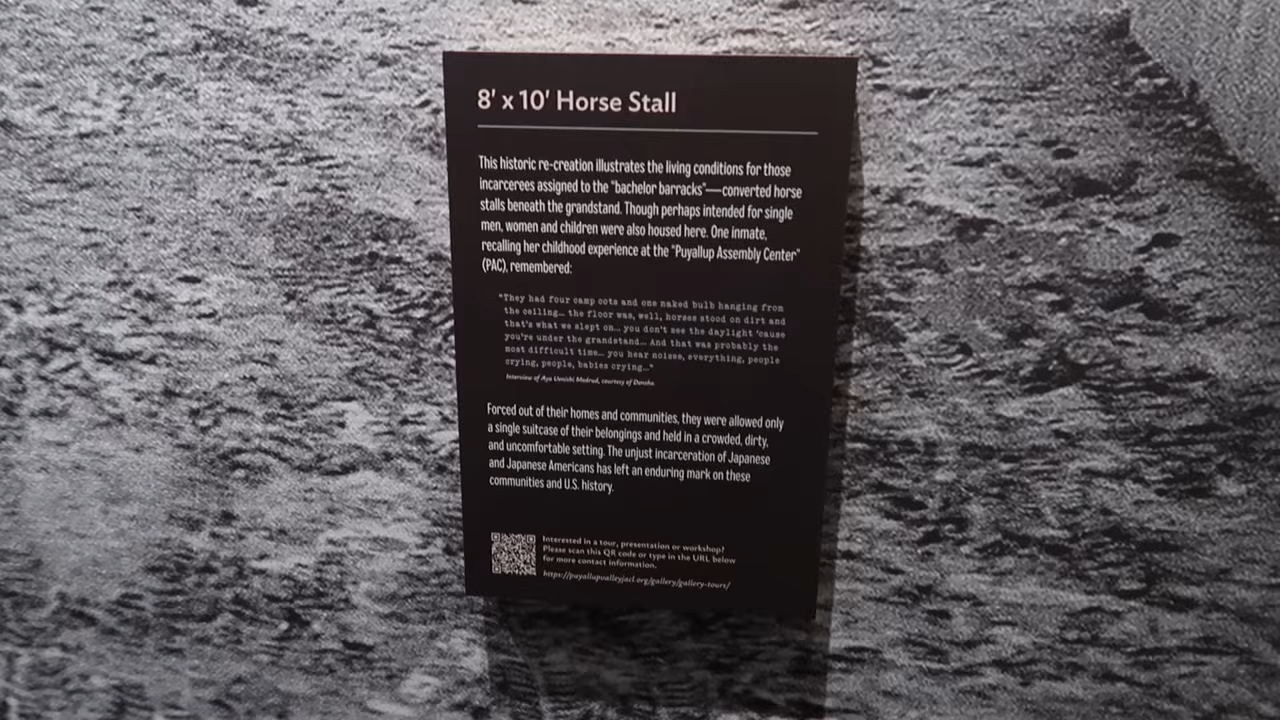 8' x 10' Horse Stall
This historic re-creation illustrates the living conditions for those
incarcerees assigned to the "bachelor barracks"—converted horse
stalls beneath the grandstand. Though perhaps intended for single
men, women and children were also housed here. One inmate,
recalling her childhood experience at the "Puyallup Assembly Center"
(PAC), remembered:
"They had four camp cots and one naked bulb hanging from
the ceiling… the floor was, well, horses stood on dirt and
that's what we slept on… you don't see the daylight 'cause
you're under the grandstand… And that was probably the
most difficult time… you hear noises, everything, people
crying, people, babies crying…"
Interview of Aya Uenishi Medrud, courtesy of Densho.
Forced out of their homes and communities, they were allowed only
a single suitcase of their belongings and held in a crowded, dirty,
and uncomfortable setting. The unjust incarceration of Japanese
and Japanese Americans has left an enduring mark on these
communities and U.S. history.
Interested in a tour, presentation or workshop?
Please scan this QR code or type in the URL below
for more contact information.
https://puyallupvalleyjacl.org/gallery/gallery-tours/